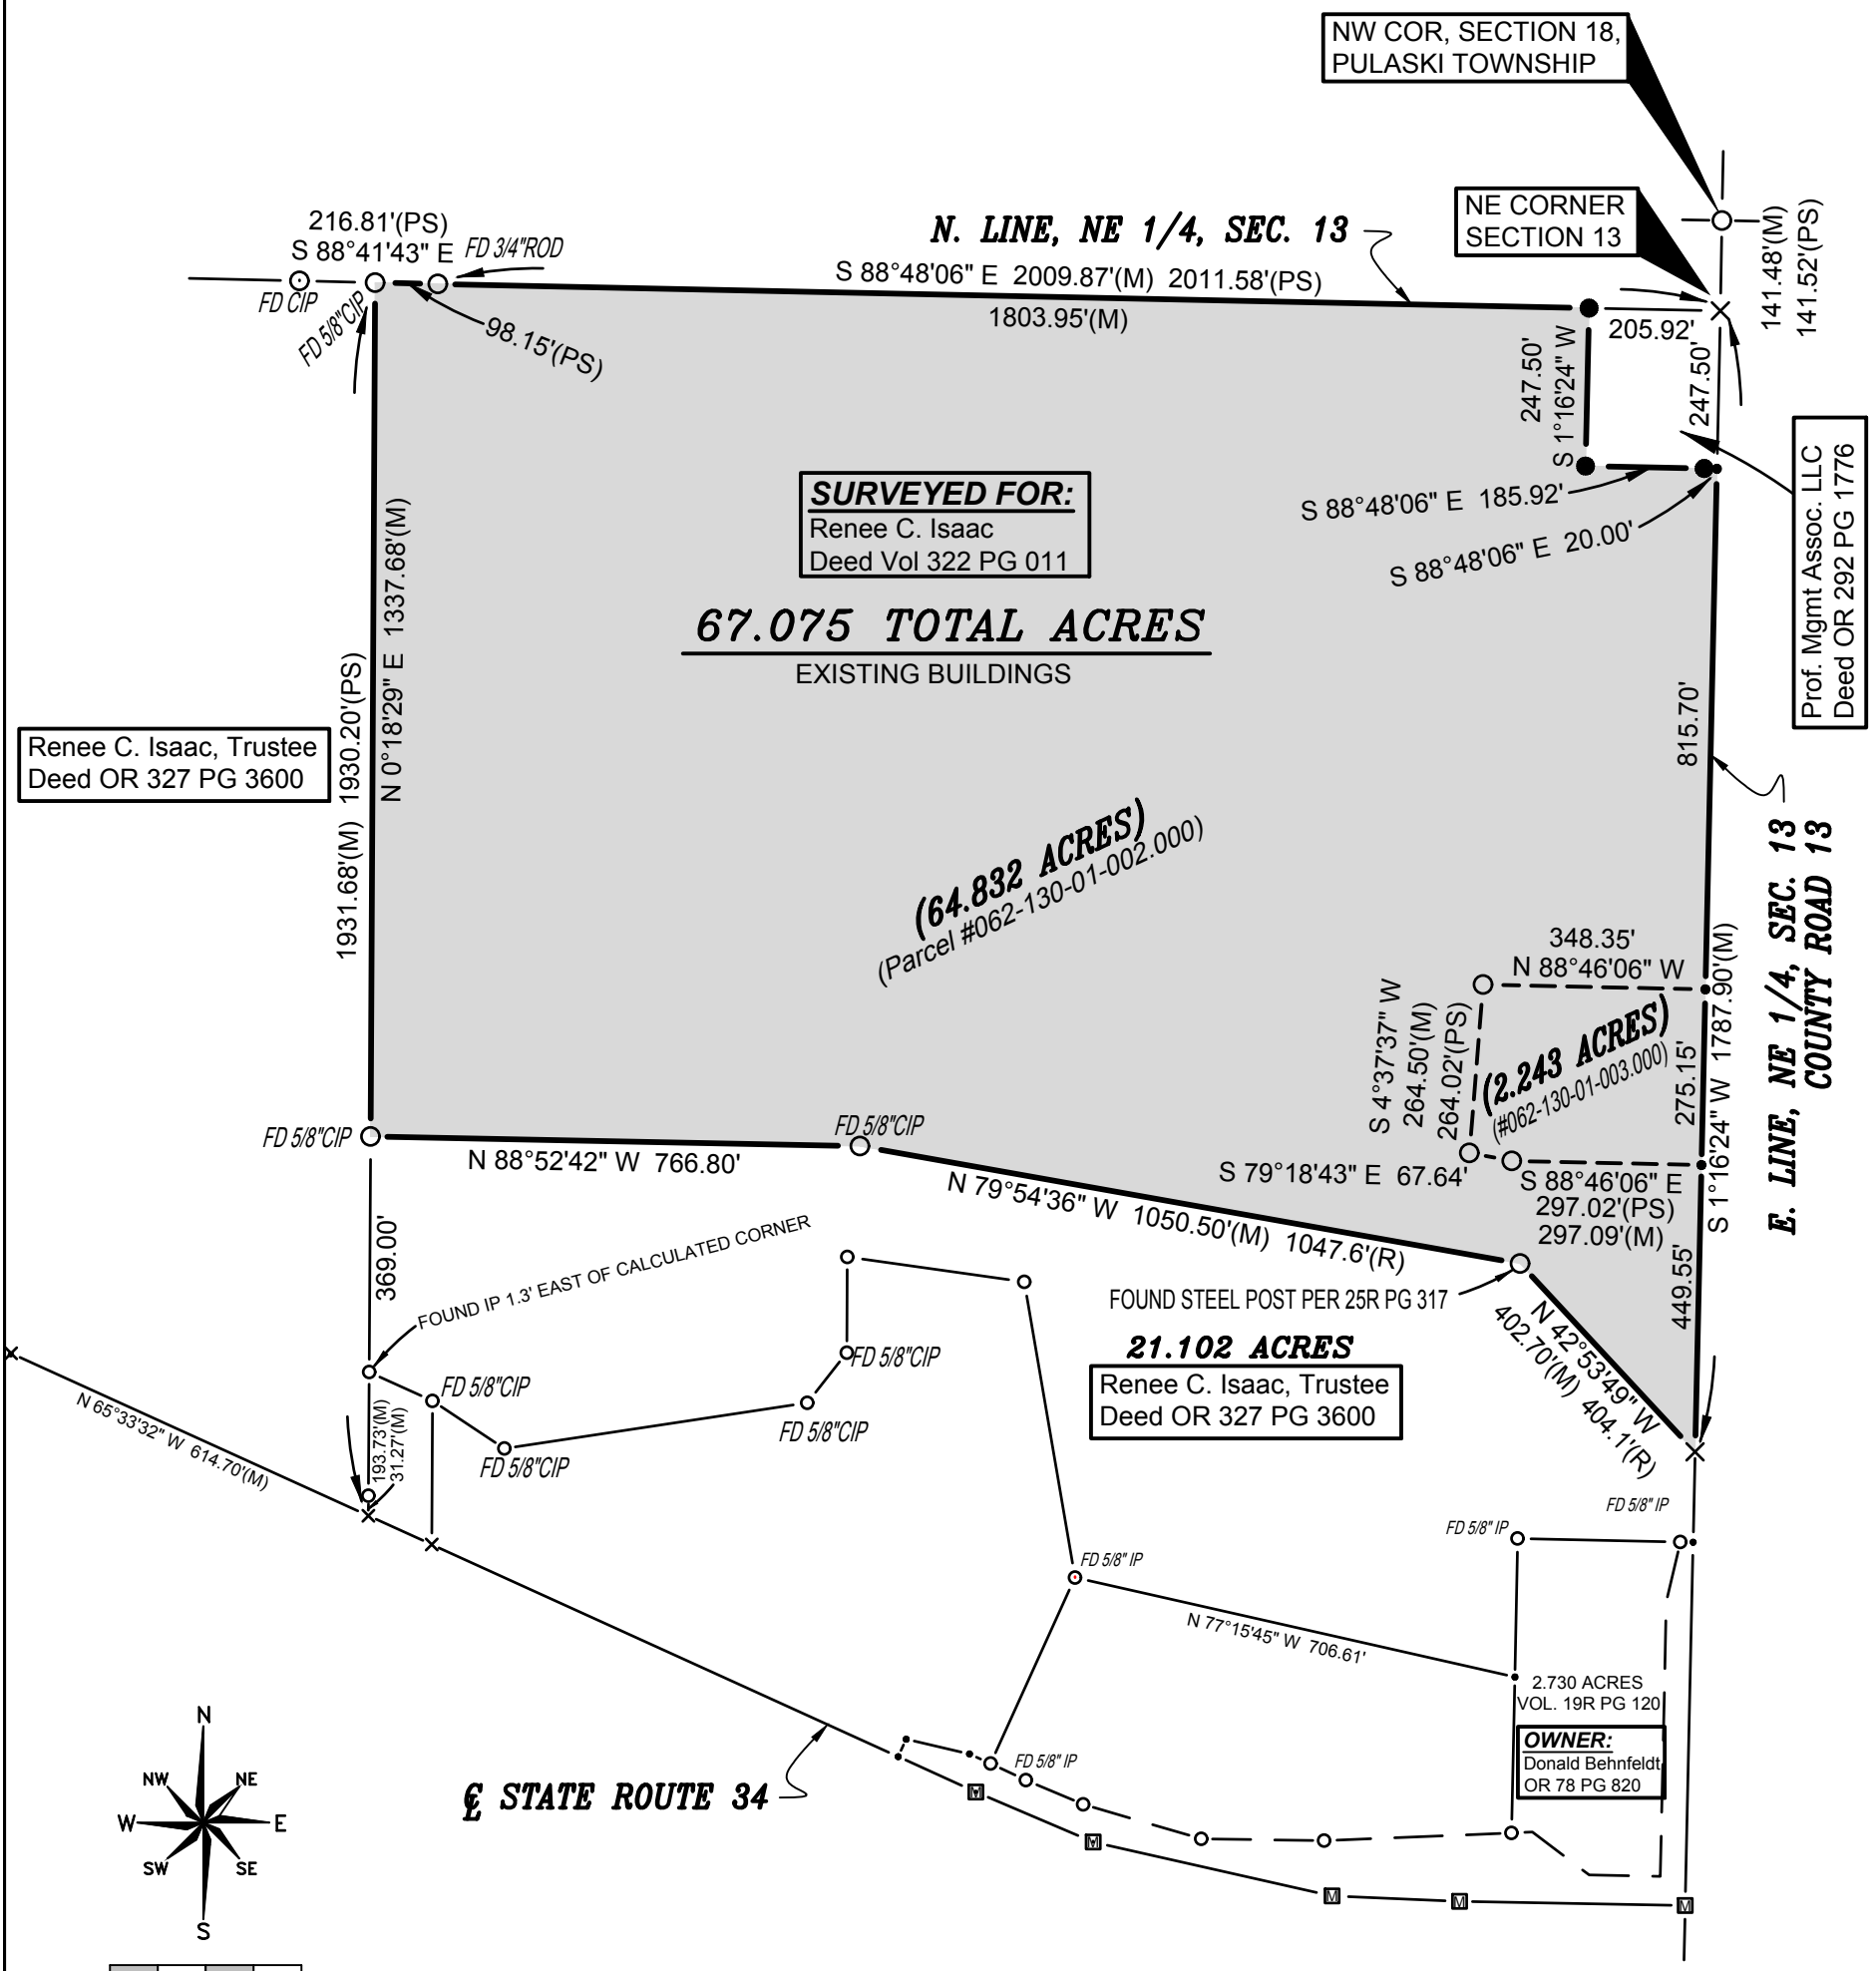 NW COR, SECTION 18,
PULASKI TOWNSHIP
NE CORNER
SECTION 13
141.48'(M)
141.52'(PS)
216.81'(PS)
S 88°41'43" E
FD 3/4"ROD
FD CIP
FD 5/8"CIP
98.15'(PS)
N. LINE, NE 1/4, SEC. 13
S 88°48'06" E 2009.87'(M) 2011.58'(PS)
1803.95'(M)
205.92'
247.50'
S 1°16'24" W
247.50'
S 88°48'06" E 185.92'
S 88°48'06" E 20.00'
Prof. Mgmt Assoc. LLC
Deed OR 292 PG 1776
SURVEYED FOR:
Renee C. Isaac
Deed Vol 322 PG 011
67.075 TOTAL ACRES
EXISTING BUILDINGS
1931.68'(M) 1930.20'(PS)
N 0°18'29" E 1337.68'(M)
Renee C. Isaac, Trustee
Deed OR 327 PG 3600
815.70'
E. LINE, NE 1/4, SEC. 13
COUNTY ROAD 13
(64.832 ACRES)
(Parcel #062-130-01-002.000)
348.35'
N 88°46'06" W
S 4°37'37" W
264.50'(M)
264.02'(PS)
(2.243 ACRES)
(#062-130-01-003.000)
275.15'
S 1°16'24" W 1787.90'(M)
S 79°18'43" E 67.64'
S 88°46'06" E
297.02'(PS)
297.09'(M)
449.55'
FD 5/8"CIP
N 88°52'42" W 766.80'
FD 5/8"CIP
N 79°54'36" W 1050.50'(M) 1047.6'(R)
FOUND STEEL POST PER 25R PG 317
N 42°53'49" W
402.70'(M) 404.1'(R)
21.102 ACRES
Renee C. Isaac, Trustee
Deed OR 327 PG 3600
369.00'
FOUND IP 1.3' EAST OF CALCULATED CORNER
FD 5/8"CIP
FD 5/8"CIP
FD 5/8"CIP
FD 5/8"CIP
193.73'(M)
31.27'(M)
N 65°33'32" W 614.70'(M)
FD 5/8" IP
FD 5/8" IP
FD 5/8" IP
N 77°15'45" W 706.61'
2.730 ACRES
VOL. 19R PG 120
OWNER:
Donald Behnfeldt
OR 78 PG 820
FD 5/8" IP
℄ STATE ROUTE 34
M
M
M
M
M
N
NW
NE
W
E
SW
SE
S